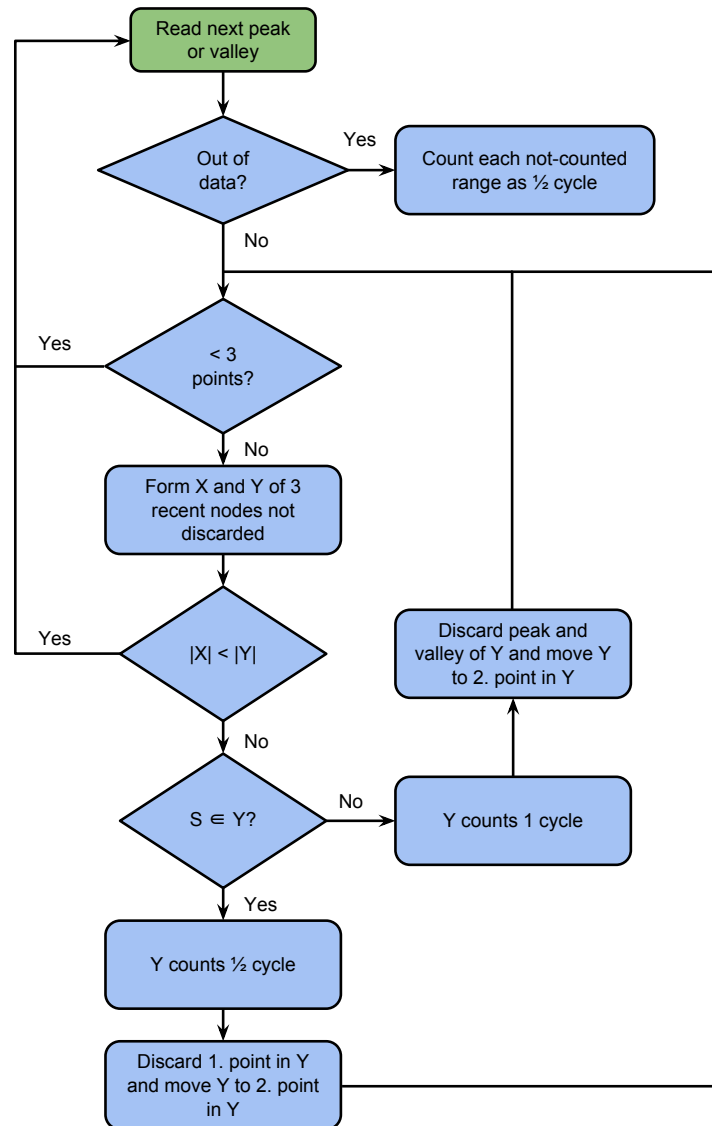 Read next peak
or valley
Out of
data?
Yes
Count each not-counted
range as ½ cycle
No
< 3
points?
Yes
No
Form X and Y of 3
recent nodes not
discarded
|X| < |Y|
Yes
Discard peak and
valley of Y and move Y
to 2. point in Y
No
S ∈ Y?
No
Y counts 1 cycle
Yes
Y counts ½ cycle
Discard 1. point in Y
and move Y to 2. point
in Y